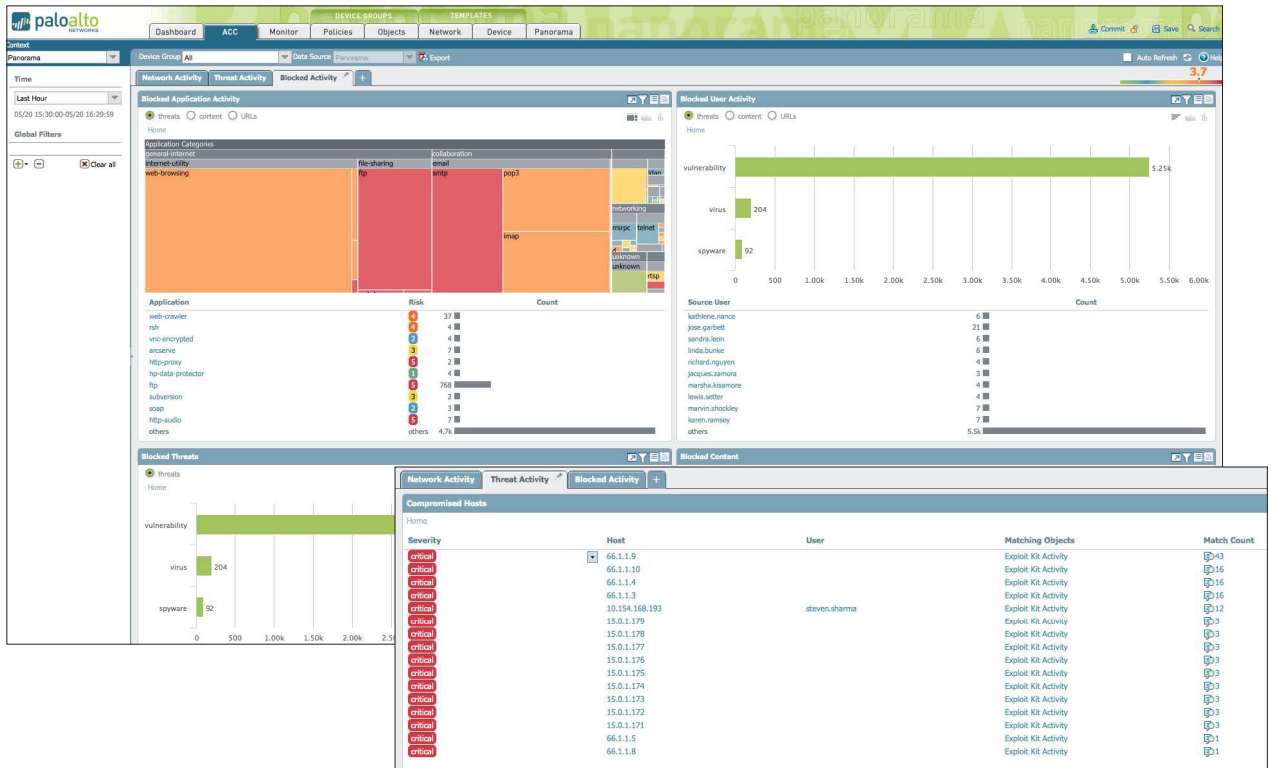 paloalto
NETWORKS
DEVICE GROUPS TEMPLATES
Dashboard ACC Monitor Policies Objects Network Device Panorama
Commit Save Search
Context
Panorama
Device Group All Data Source Panorama Export
Auto Refresh Help
Time
Last Hour
05/20 15:30:00-05/20 16:29:59
Global Filters
Clear all
Network Activity Threat Activity Blocked Activity +
3.7
Blocked Application Activity
threats content URLs
Home
Application Categories
general-internet collaboration
internet-utility file-sharing email
web-browsing ftp smtp pop3
imap
networking
msrpc telnet
unknown
unknown
rtsp
Application Risk Count
web-crawler 4 37
rsh 4 4
vnc-encrypted 2 4
arcserve 3 7
http-proxy 5 2
hp-data-protector 1 4
ftp 5 768
subversion 3 2
soap 2 3
http-audio 5 7
others others 4.7k
Blocked User Activity
threats content URLs
Home
vulnerability 5.25k
virus 204
spyware 92
0 500 1.00k 1.50k 2.00k 2.50k 3.00k 3.50k 4.00k 4.50k 5.00k 5.50k 6.00k
Source User Count
kathlene.nance 6
jose.garbett 21
sandra.leon 6
linda.bunke 6
richard.nguyen 4
jacques.zamora 3
marsha.kisamore 4
lewis.setter 4
marvin.shockley 7
karen.ramsey 7
others 5.5k
Blocked Threats
threats
Home
vulnerability
virus 204
spyware 92
0 500 1.00k 1.50k 2.00k
Blocked Content
Network Activity Threat Activity Blocked Activity +
Compromised Hosts
Home
Severity Host User Matching Objects Match Count
critical 66.1.1.9 Exploit Kit Activity 43
critical 66.1.1.10 Exploit Kit Activity 16
critical 66.1.1.4 Exploit Kit Activity 16
critical 66.1.1.3 Exploit Kit Activity 16
critical 10.154.168.193 steven.sharma Exploit Kit Activity 12
critical 15.0.1.179 Exploit Kit Activity 3
critical 15.0.1.178 Exploit Kit Activity 3
critical 15.0.1.177 Exploit Kit Activity 3
critical 15.0.1.176 Exploit Kit Activity 3
critical 15.0.1.175 Exploit Kit Activity 3
critical 15.0.1.174 Exploit Kit Activity 3
critical 15.0.1.173 Exploit Kit Activity 3
critical 15.0.1.172 Exploit Kit Activity 3
critical 15.0.1.171 Exploit Kit Activity 3
critical 66.1.1.5 Exploit Kit Activity 1
critical 66.1.1.8 Exploit Kit Activity 1